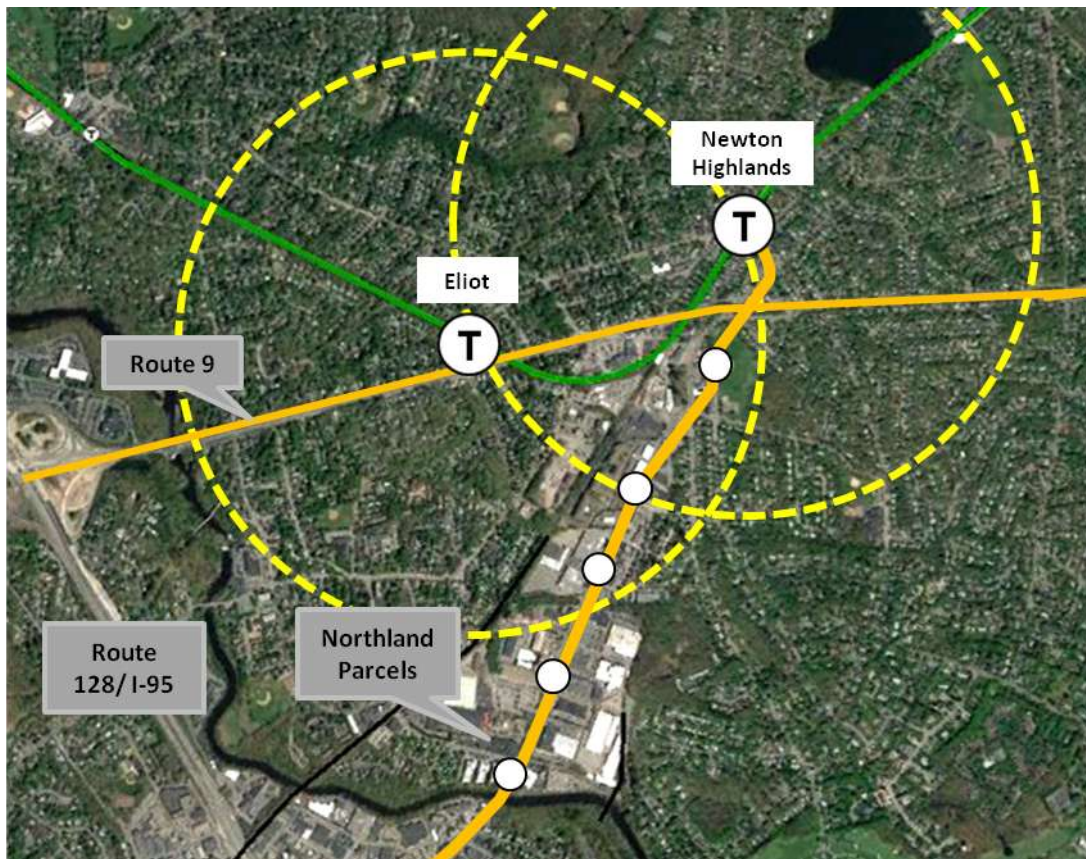 Newton
Highlands
T
Eliot
T
Route 9
Northland
Parcels
Route
128/ I-95